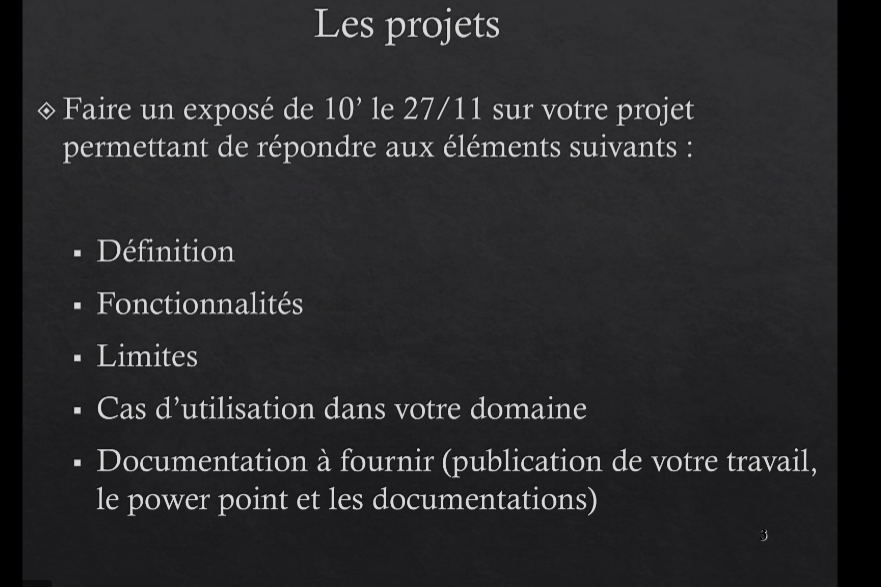 Les projets
Faire un exposé de 10’ le 27/11 sur votre projet
permettant de répondre aux éléments suivants :
Définition
Fonctionnalités
Limites
Cas d’utilisation dans votre domaine
Documentation à fournir (publication de votre travail,
le power point et les documentations)
3